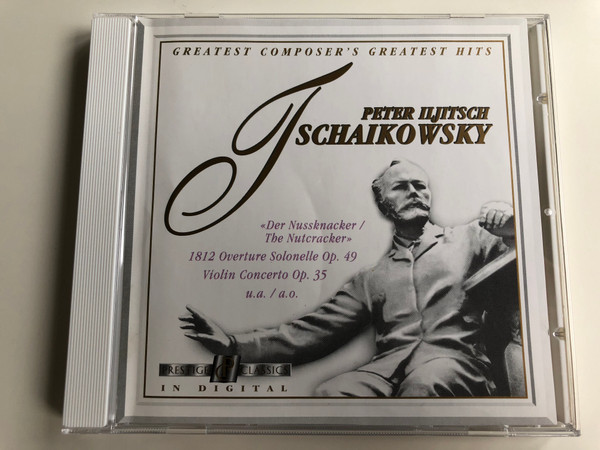 GREATEST COMPOSER'S GREATEST HITS
PETER ILJITSCH
TSCHAIKOWSKY
«Der Nussknacker /
The Nutcracker»
1812 Overture Solonelle Op. 49
Violin Concerto Op. 35
u.a. / a.o.
PRESTIGE CLASSICS
IN DIGITAL